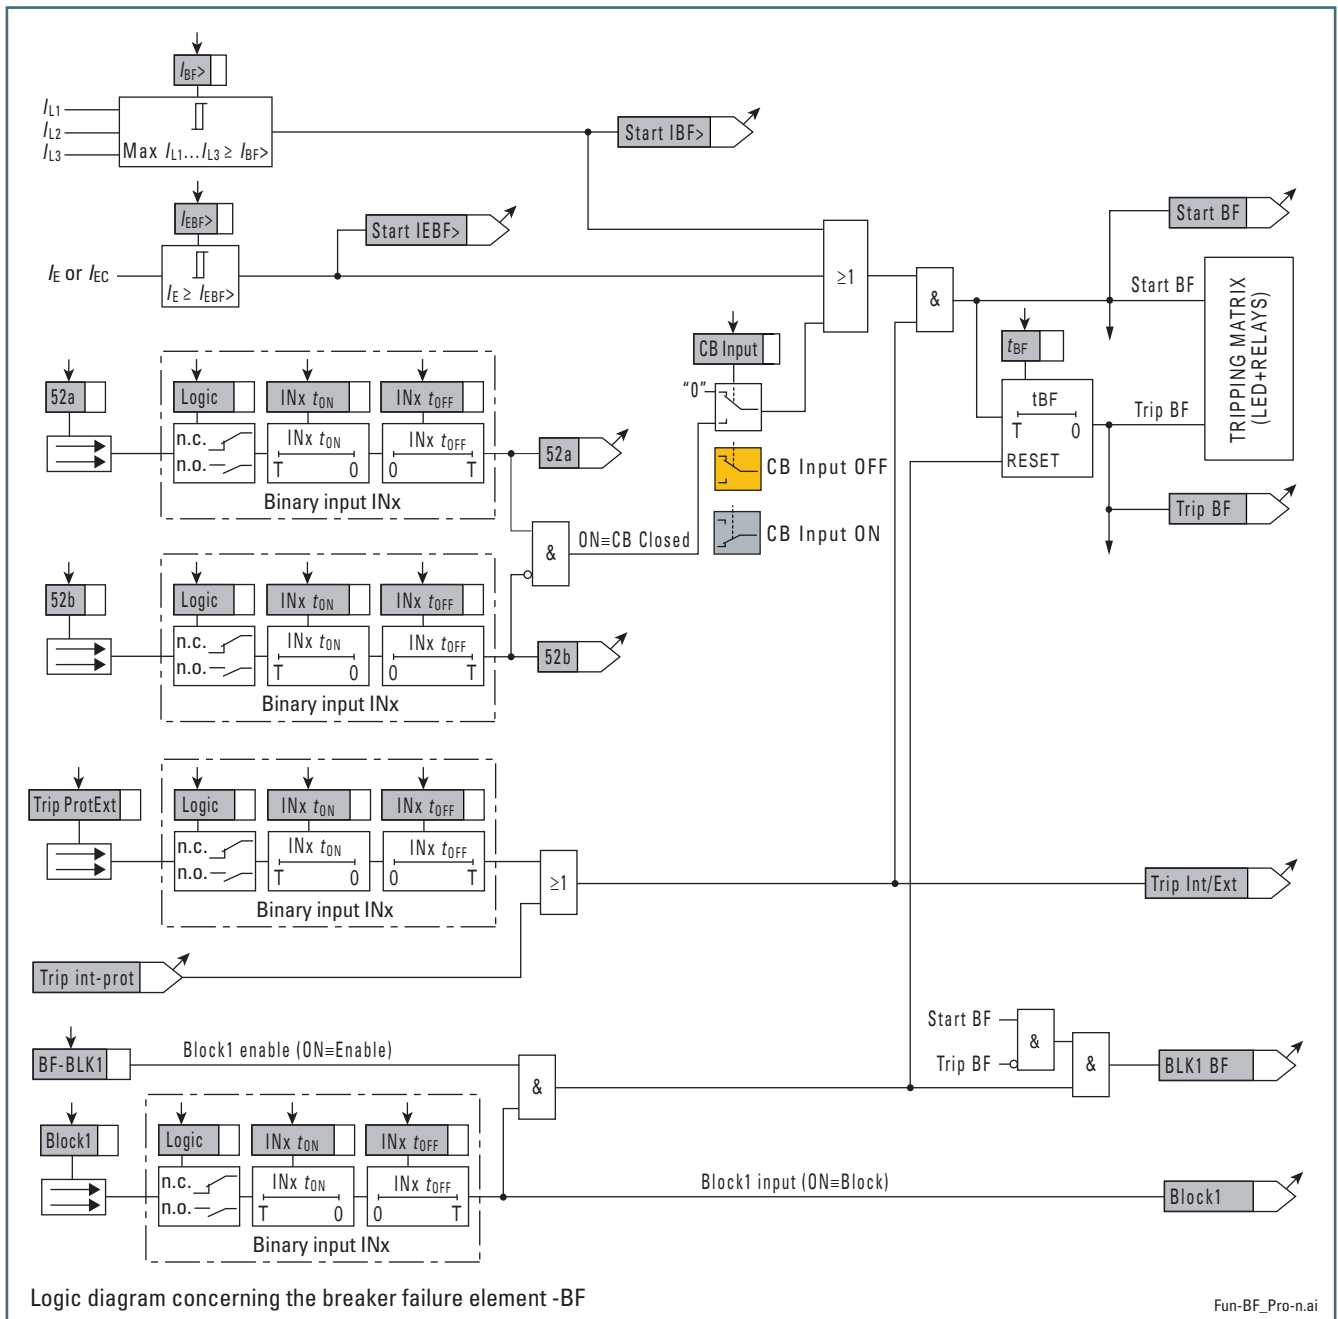 IBF>
IL1
IL2
IL3
Max IL1...IL3 ≥ IBF>
Start IBF>
IEBF>
Start IEBF>
IE or IEC
IE ≥ IEBF>
≥1
&
Start BF
Start BF
TRIPPING MATRIX
(LED+RELAYS)
tBF
tBF
T 0
RESET
Trip BF
Trip BF
CB Input
"0"
CB Input OFF
CB Input ON
52a
Logic
INx tON
INx tOFF
n.c.
n.o.
INx tON
T 0
INx tOFF
0 T
Binary input INx
52a
&
ON≡CB Closed
52b
Logic
INx tON
INx tOFF
n.c.
n.o.
INx tON
T 0
INx tOFF
0 T
Binary input INx
52b
Trip ProtExt
Logic
INx tON
INx tOFF
n.c.
n.o.
INx tON
T 0
INx tOFF
0 T
Binary input INx
≥1
Trip Int/Ext
Trip int-prot
Start BF
Trip BF
&
&
BLK1 BF
BF-BLK1
Block1 enable (ON≡Enable)
&
Block1
Logic
INx tON
INx tOFF
n.c.
n.o.
INx tON
T 0
INx tOFF
0 T
Binary input INx
Block1 input (ON≡Block)
Block1
Logic diagram concerning the breaker failure element -BF
Fun-BF_Pro-n.ai